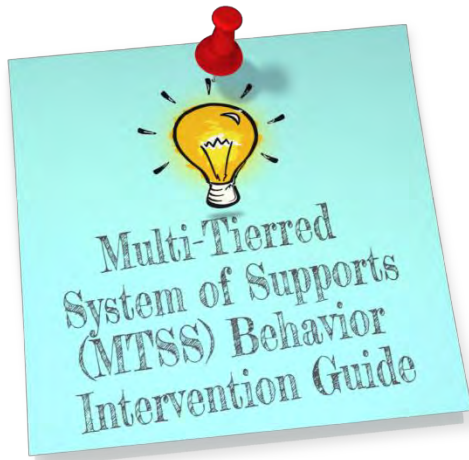 Multi-Tierred
System of Supports
(MTSS) Behavior
Intervention Guide